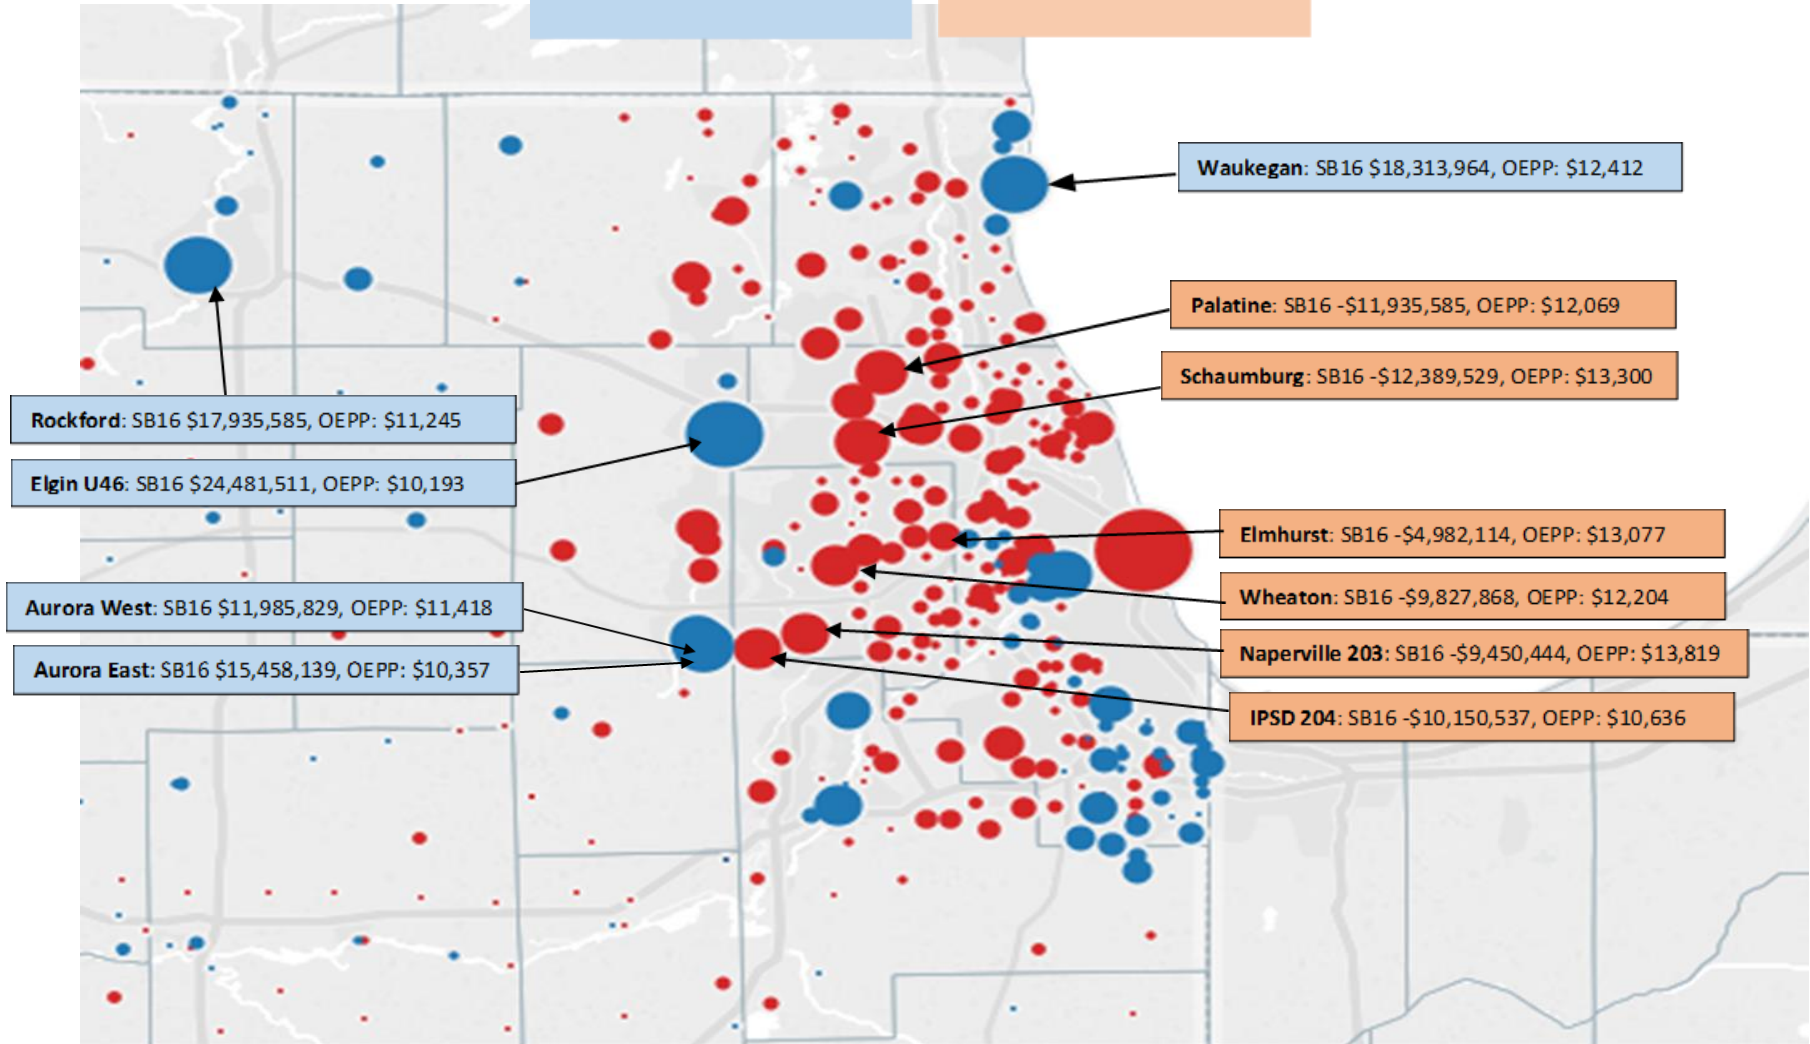 Waukegan: SB16 $18,313,964, OEPP: $12,412
Palatine: SB16 -$11,935,585, OEPP: $12,069
Schaumburg: SB16 -$12,389,529, OEPP: $13,300
Rockford: SB16 $17,935,585, OEPP: $11,245
Elgin U46: SB16 $24,481,511, OEPP: $10,193
Elmhurst: SB16 -$4,982,114, OEPP: $13,077
Wheaton: SB16 -$9,827,868, OEPP: $12,204
Aurora West: SB16 $11,985,829, OEPP: $11,418
Naperville 203: SB16 -$9,450,444, OEPP: $13,819
Aurora East: SB16 $15,458,139, OEPP: $10,357
IPSD 204: SB16 -$10,150,537, OEPP: $10,636